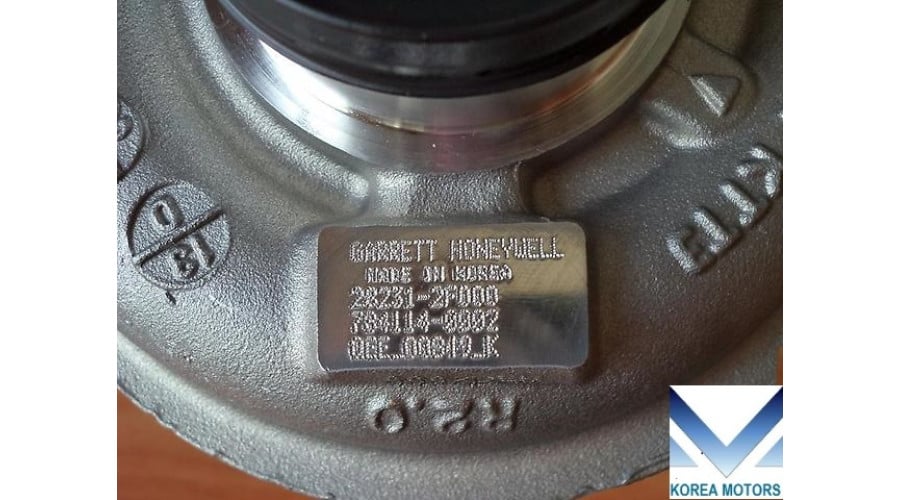 GARRETT HONEYWELL
MADE IN KOREA
28231-2F000
784114-0002
R2.0
KOREA MOTORS